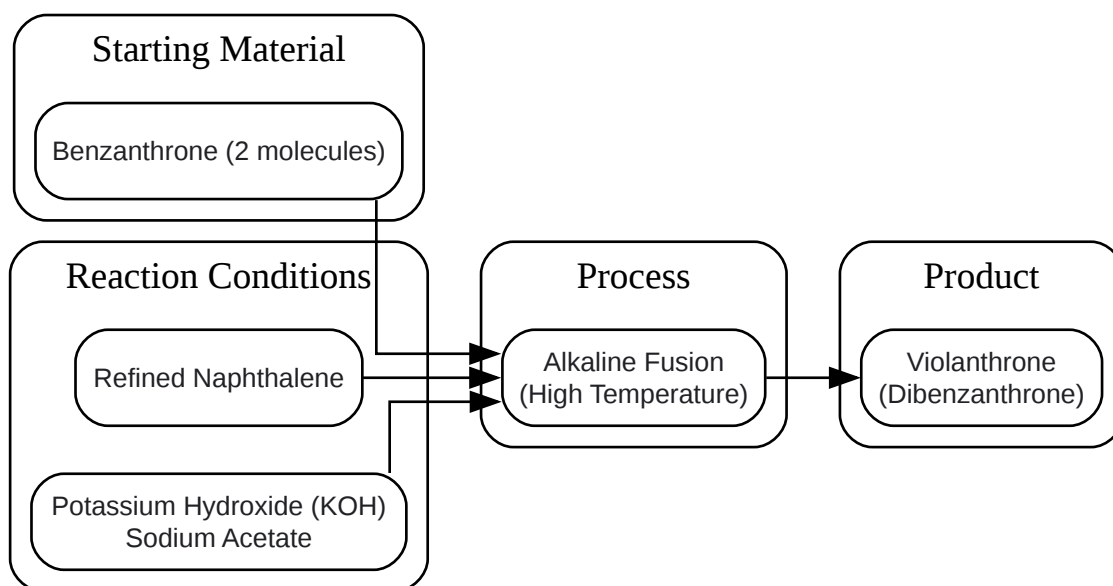 Starting Material
Benzanthrone (2 molecules)
Reaction Conditions
Refined Naphthalene
Potassium Hydroxide (KOH)
Sodium Acetate
Process
Alkaline Fusion
(High Temperature)
Product
Violanthrone
(Dibenzanthrone)